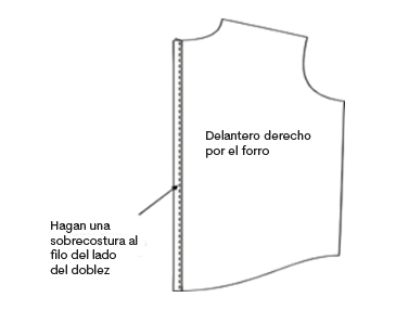 Delantero derecho
por el forro
Hagan una
sobrecostura al
filo del lado
del doblez